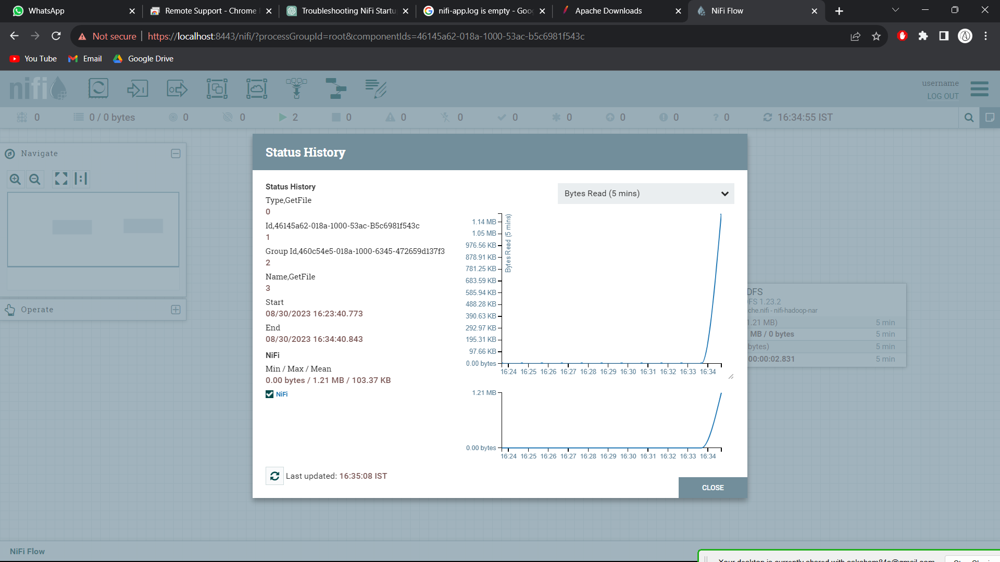 WhatsApp
Remote Support - Chrome
Troubleshooting NiFi Startu
nifi-app.log is empty - Goo
Apache Downloads
NiFi Flow
Not secure
https://localhost:8443/nifi/?processGroupId=root&componentIds=46145a62-018a-1000-53ac-b5c6981f543c
You Tube
Email
Google Drive
nifi
username
LOG OUT
0
0 / 0 bytes
0
0
2
0
0
0
0
0
0
0
? 0
16:34:55 IST
Navigate
Operate
Status History
Status History
Type,GetFile
0
Id,46145a62-018a-1000-53ac-B5c6981f543c
1
Group Id,460c54e5-018a-1000-6345-472659d137f3
2
Name,GetFile
3
Start
08/30/2023 16:23:40.773
End
08/30/2023 16:34:40.843
NiFi
Min / Max / Mean
0.00 bytes / 1.21 MB / 103.37 KB
NiFi
Bytes Read (5 mins)
Bytes Read (5 mins)
1.14 MB
1.05 MB
976.56 KB
878.91 KB
781.25 KB
683.59 KB
585.94 KB
488.28 KB
390.63 KB
292.97 KB
195.31 KB
97.66 KB
0.00 bytes
16:24 16:25 16:26 16:27 16:28 16:29 16:30 16:31 16:32 16:33 16:34
1.21 MB
0.00 bytes
16:24 16:25 16:26 16:27 16:28 16:29 16:30 16:31 16:32 16:33 16:34
Last updated: 16:35:08 IST
CLOSE
DFS
FS 1.23.2
che.nifi - nifi-hadoop-nar
1.21 MB) 5 min
MB / 0 bytes 5 min
bytes) 5 min
00:00:02.831 5 min
NiFi Flow
Your desktop is currently shared with